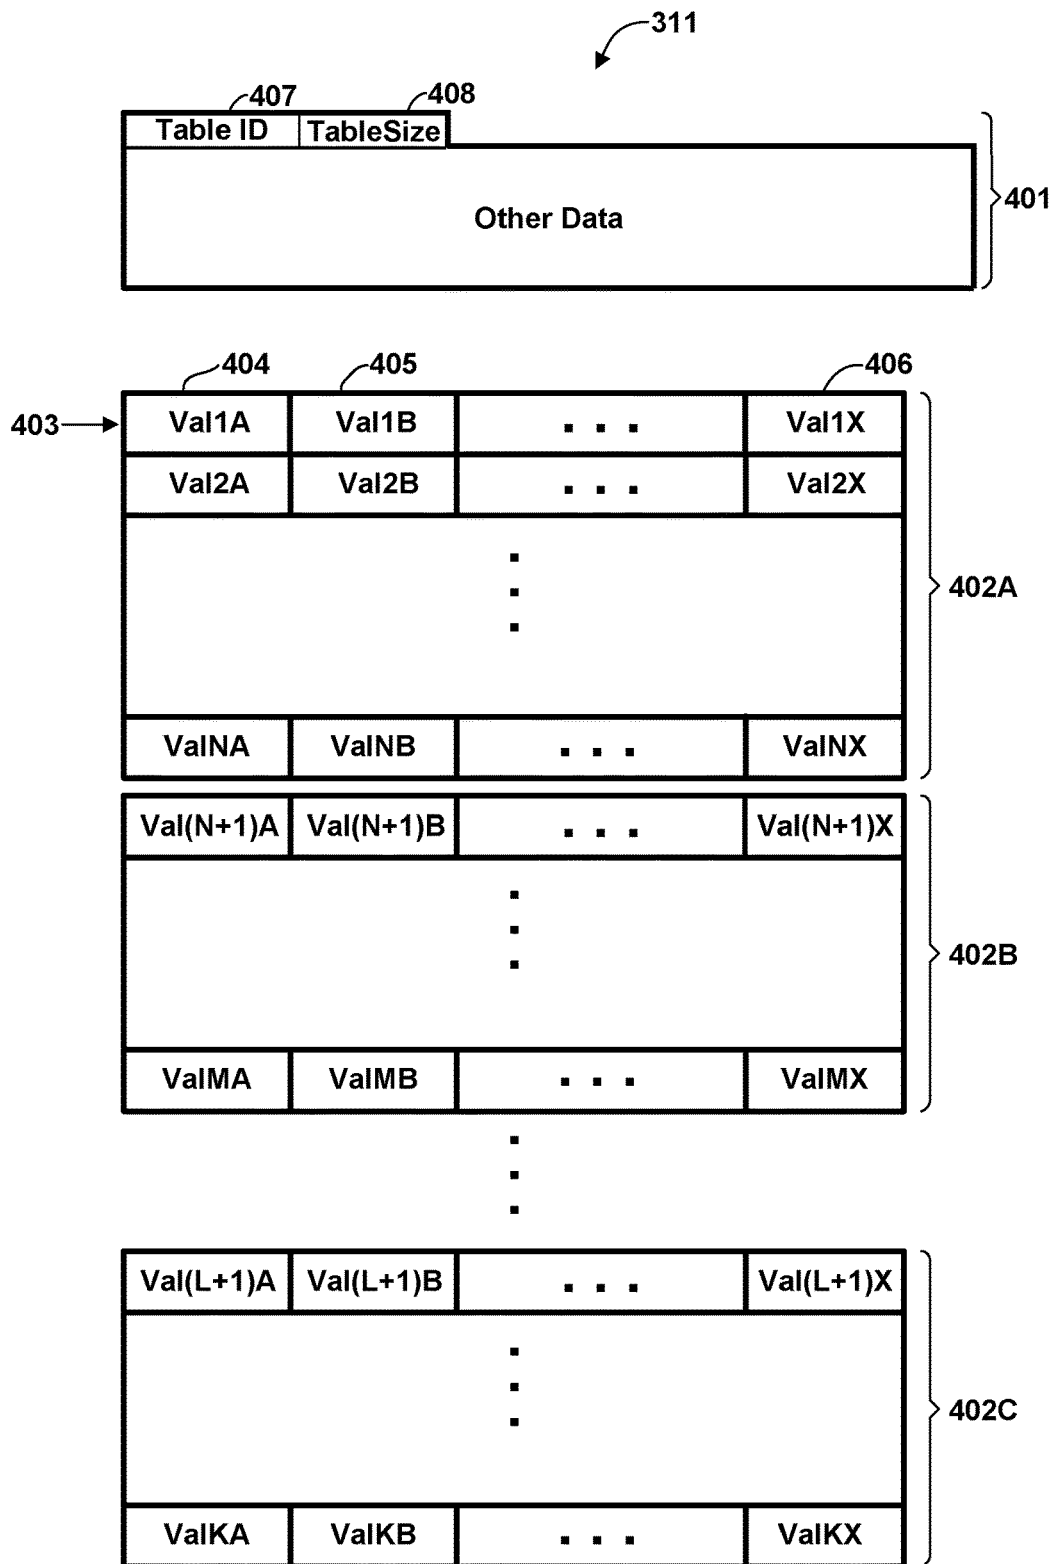 311
407 408
Table ID TableSize
Other Data
401
404 405 406
403 Val1A Val1B . . . Val1X
Val2A Val2B . . . Val2X
402A
ValNA ValNB . . . ValNX
Val(N+1)A Val(N+1)B . . . Val(N+1)X
402B
ValMA ValMB . . . ValMX
Val(L+1)A Val(L+1)B . . . Val(L+1)X
402C
ValKA ValKB . . . ValKX